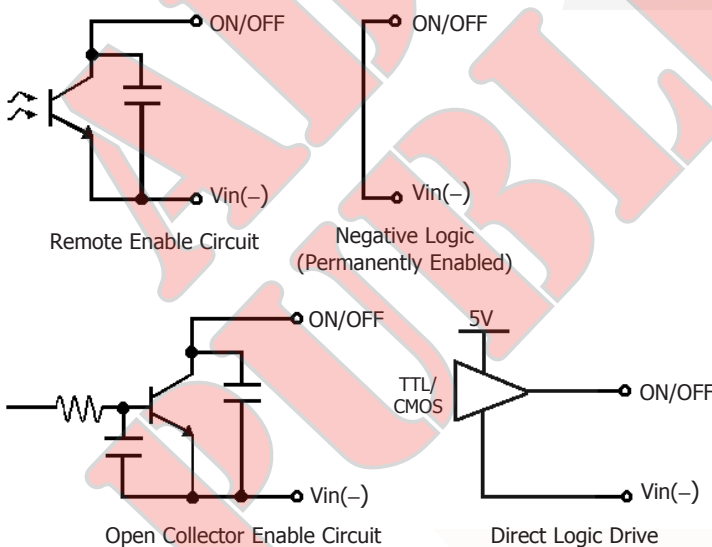 ON/OFF
ON/OFF
Vin(−)
Vin(−)
Remote Enable Circuit
Negative Logic
(Permanently Enabled)
ON/OFF
5V
TTL/
CMOS
ON/OFF
Vin(−)
Vin(−)
Open Collector Enable Circuit
Direct Logic Drive